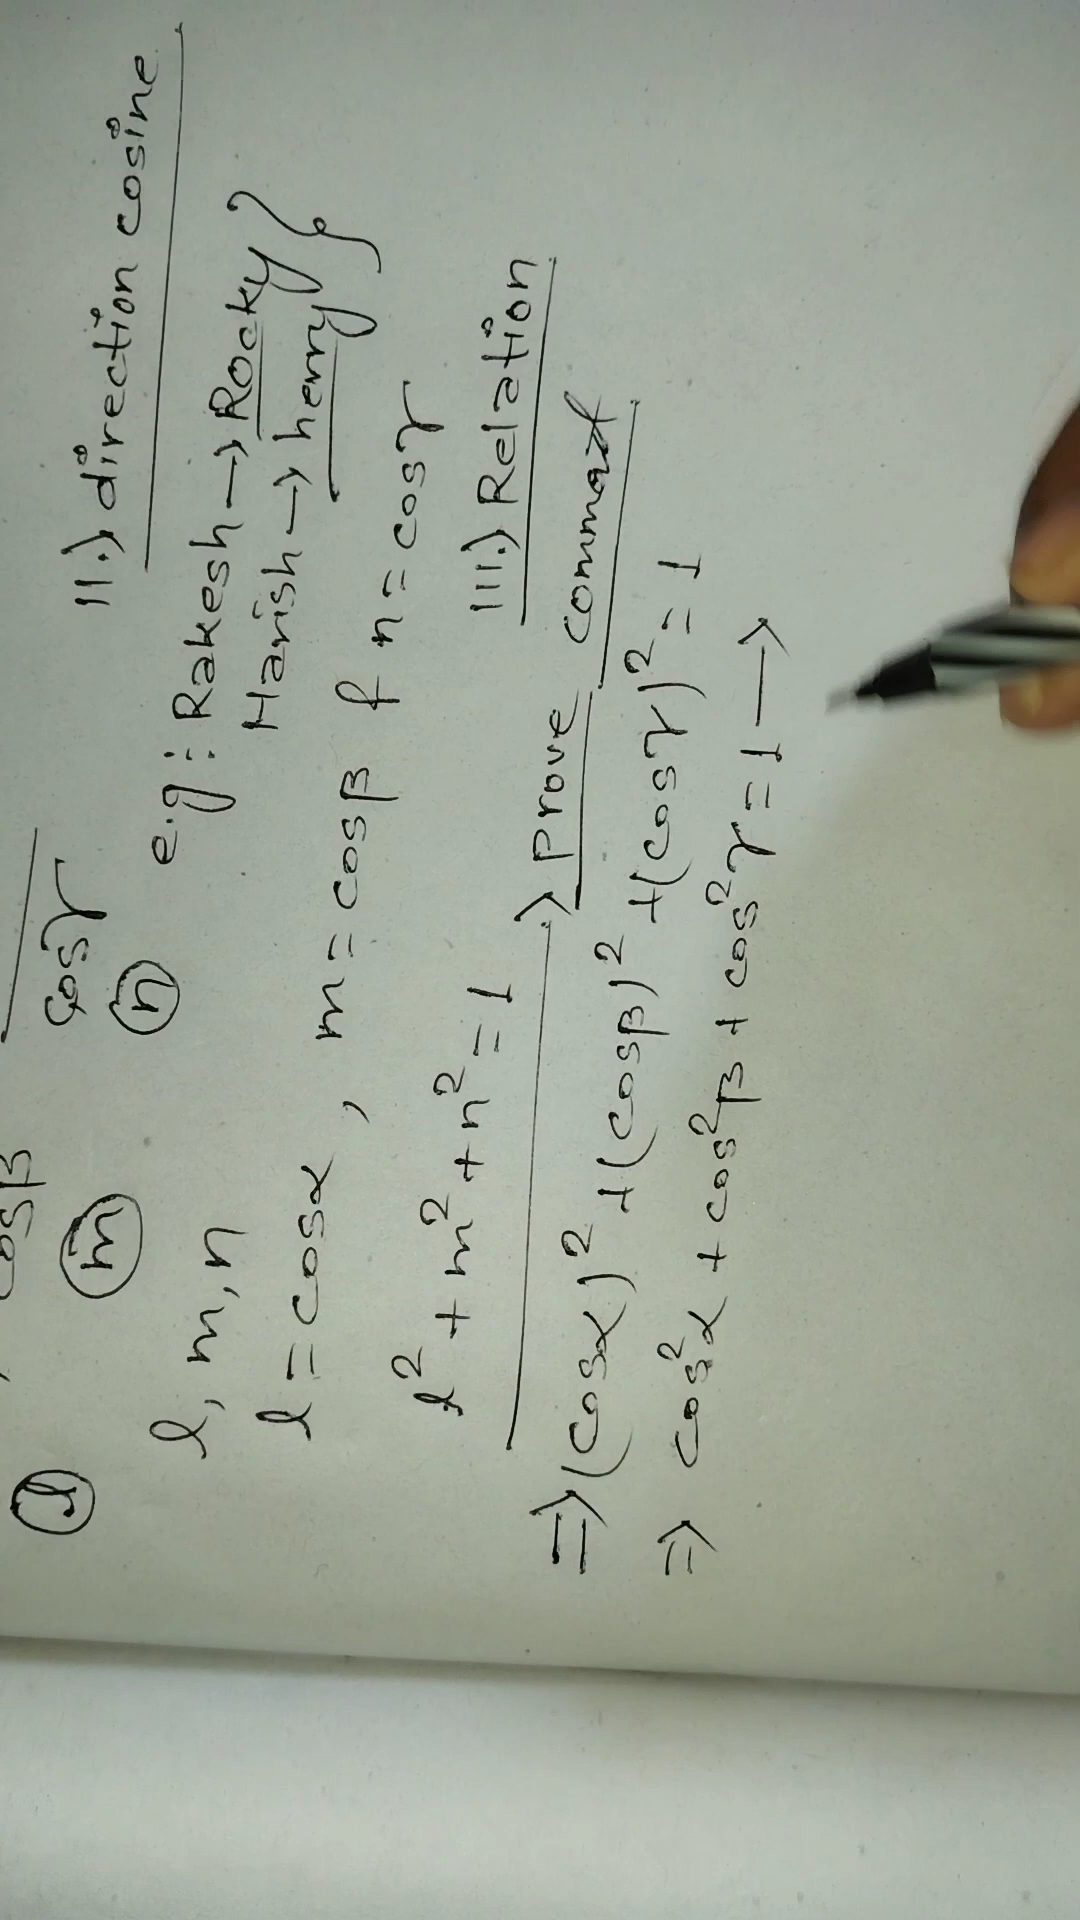 cosβ cosγ
l m n
II.) direction cosine
l, m, n e.g: Rakesh → Rocky }
Harish → henry
l = cosα, m = cosβ & n = cosγ
l² + m² + n² = 1 III.) Relation
→ prove
⇒ (cosα)² + (cosβ)² + (cosγ)² = 1
⇒ cos²α + cos²β + cos²γ = 1 →